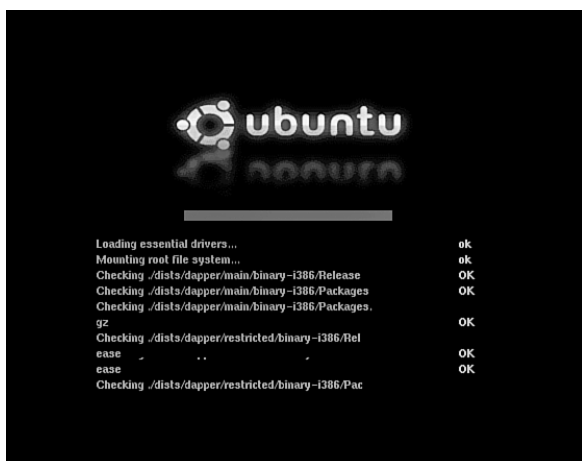 ubuntu
Loading essential drivers... ok
Mounting root file system... ok
Checking ./dists/dapper/main/binary-i386/Release OK
Checking ./dists/dapper/main/binary-i386/Packages OK
Checking ./dists/dapper/main/binary-i386/Packages.
gz OK
Checking ./dists/dapper/restricted/binary-i386/Rel
ease OK
ease OK
Checking ./dists/dapper/restricted/binary-i386/Pac